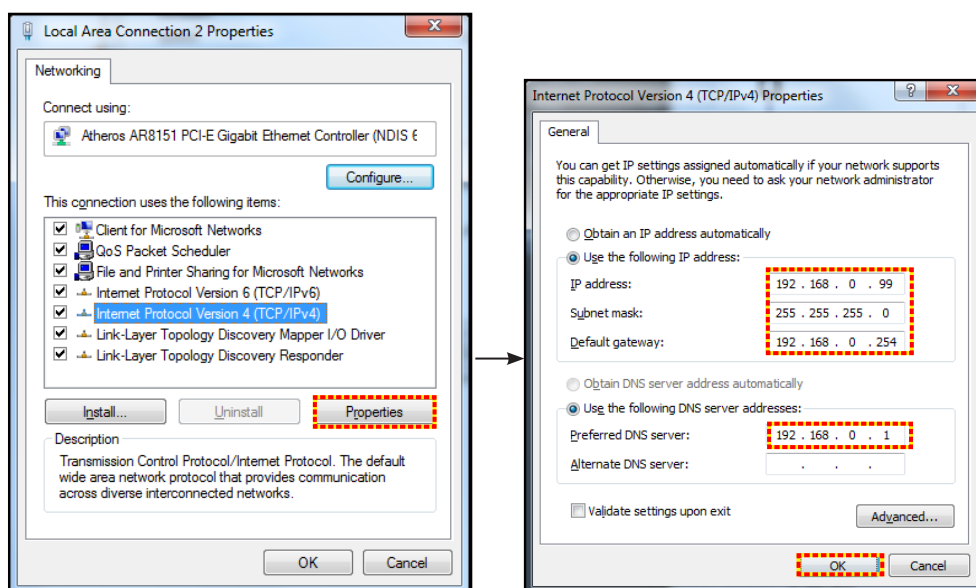 Local Area Connection 2 Properties
Networking
Connect using:
Atheros AR8151 PCI-E Gigabit Ethernet Controller (NDIS 6
Configure...
This connection uses the following items:
Client for Microsoft Networks
QoS Packet Scheduler
File and Printer Sharing for Microsoft Networks
Internet Protocol Version 6 (TCP/IPv6)
Internet Protocol Version 4 (TCP/IPv4)
Link-Layer Topology Discovery Mapper I/O Driver
Link-Layer Topology Discovery Responder
Install...
Uninstall
Properties
Description
Transmission Control Protocol/Internet Protocol. The default
wide area network protocol that provides communication
across diverse interconnected networks.
OK
Cancel
Internet Protocol Version 4 (TCP/IPv4) Properties
General
You can get IP settings assigned automatically if your network supports
this capability. Otherwise, you need to ask your network administrator
for the appropriate IP settings.
Obtain an IP address automatically
Use the following IP address:
IP address: 192 . 168 . 0 . 99
Subnet mask: 255 . 255 . 255 . 0
Default gateway: 192 . 168 . 0 . 254
Obtain DNS server address automatically
Use the following DNS server addresses:
Preferred DNS server: 192 . 168 . 0 . 1
Alternate DNS server: . . .
Validate settings upon exit
Advanced...
OK
Cancel